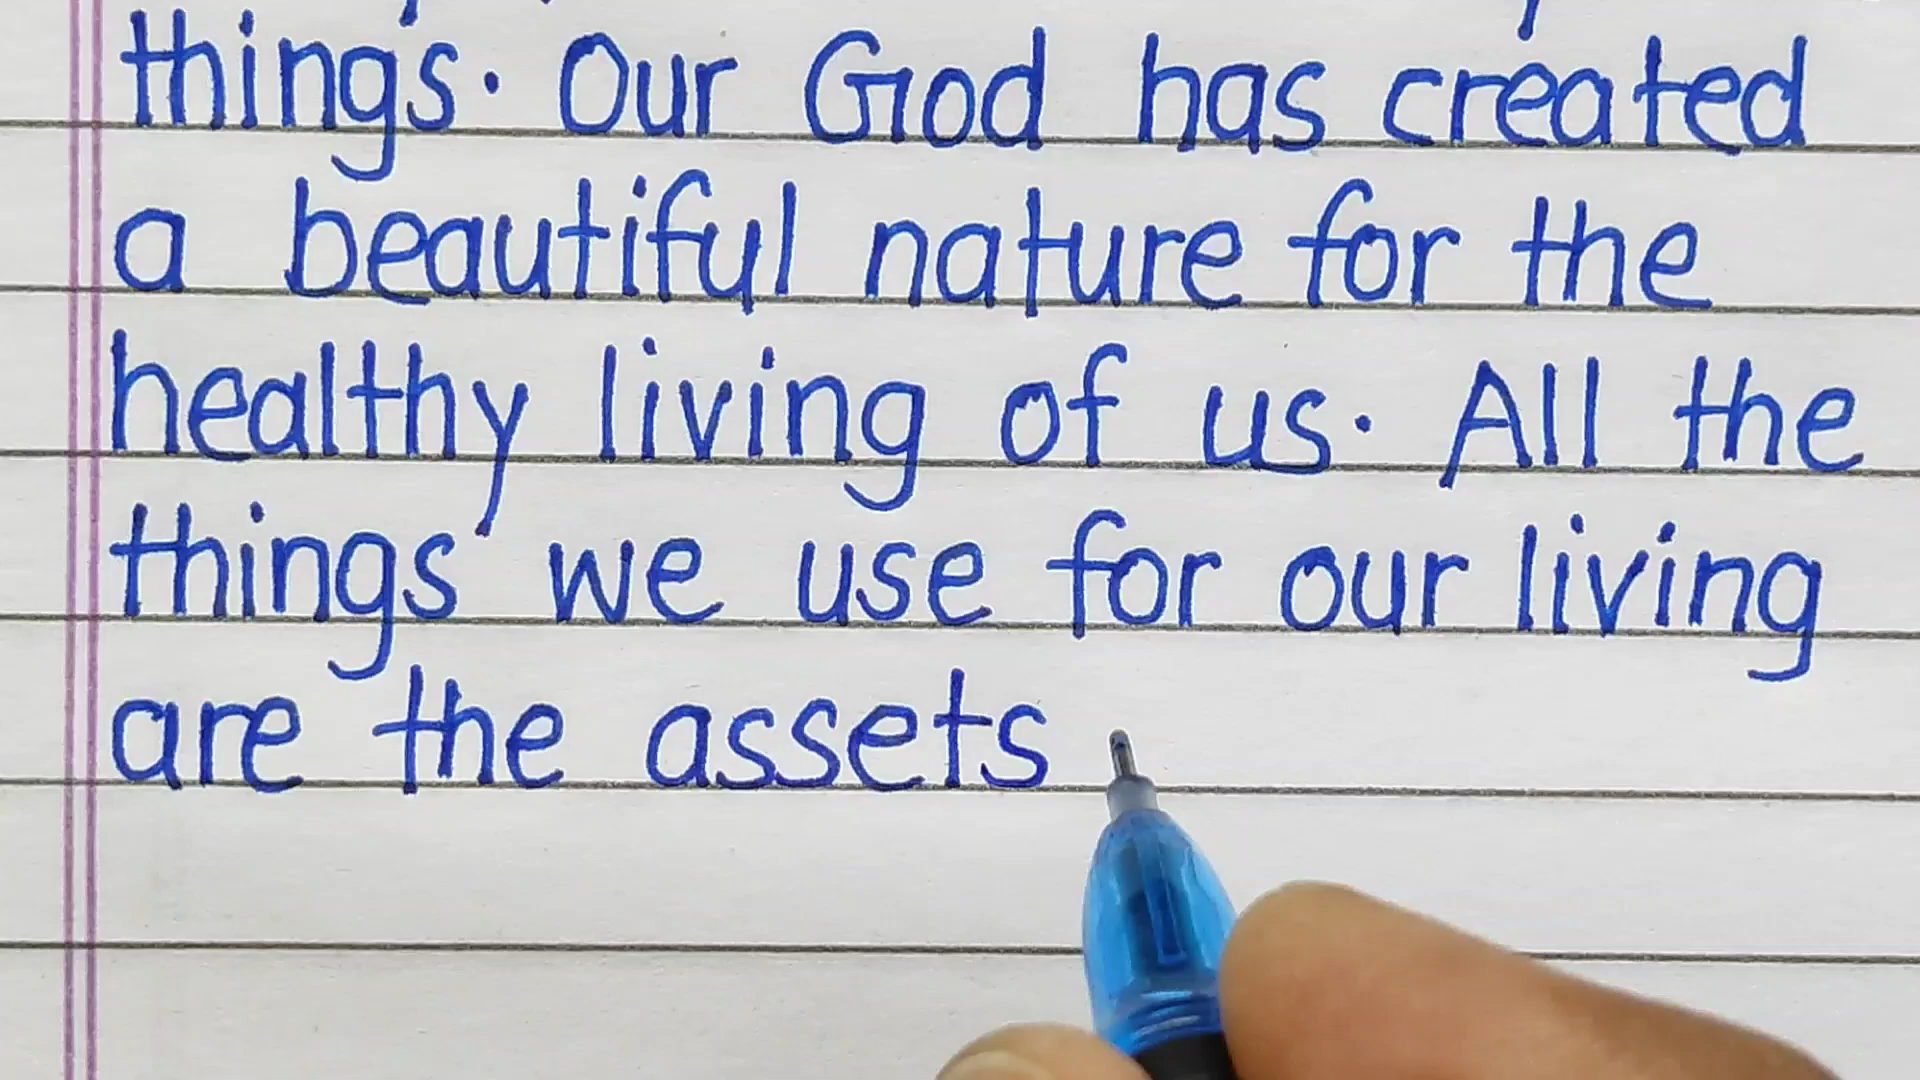 things. Our God has created
a beautiful nature for the
healthy living of us. All the
things we use for our living
are the assets